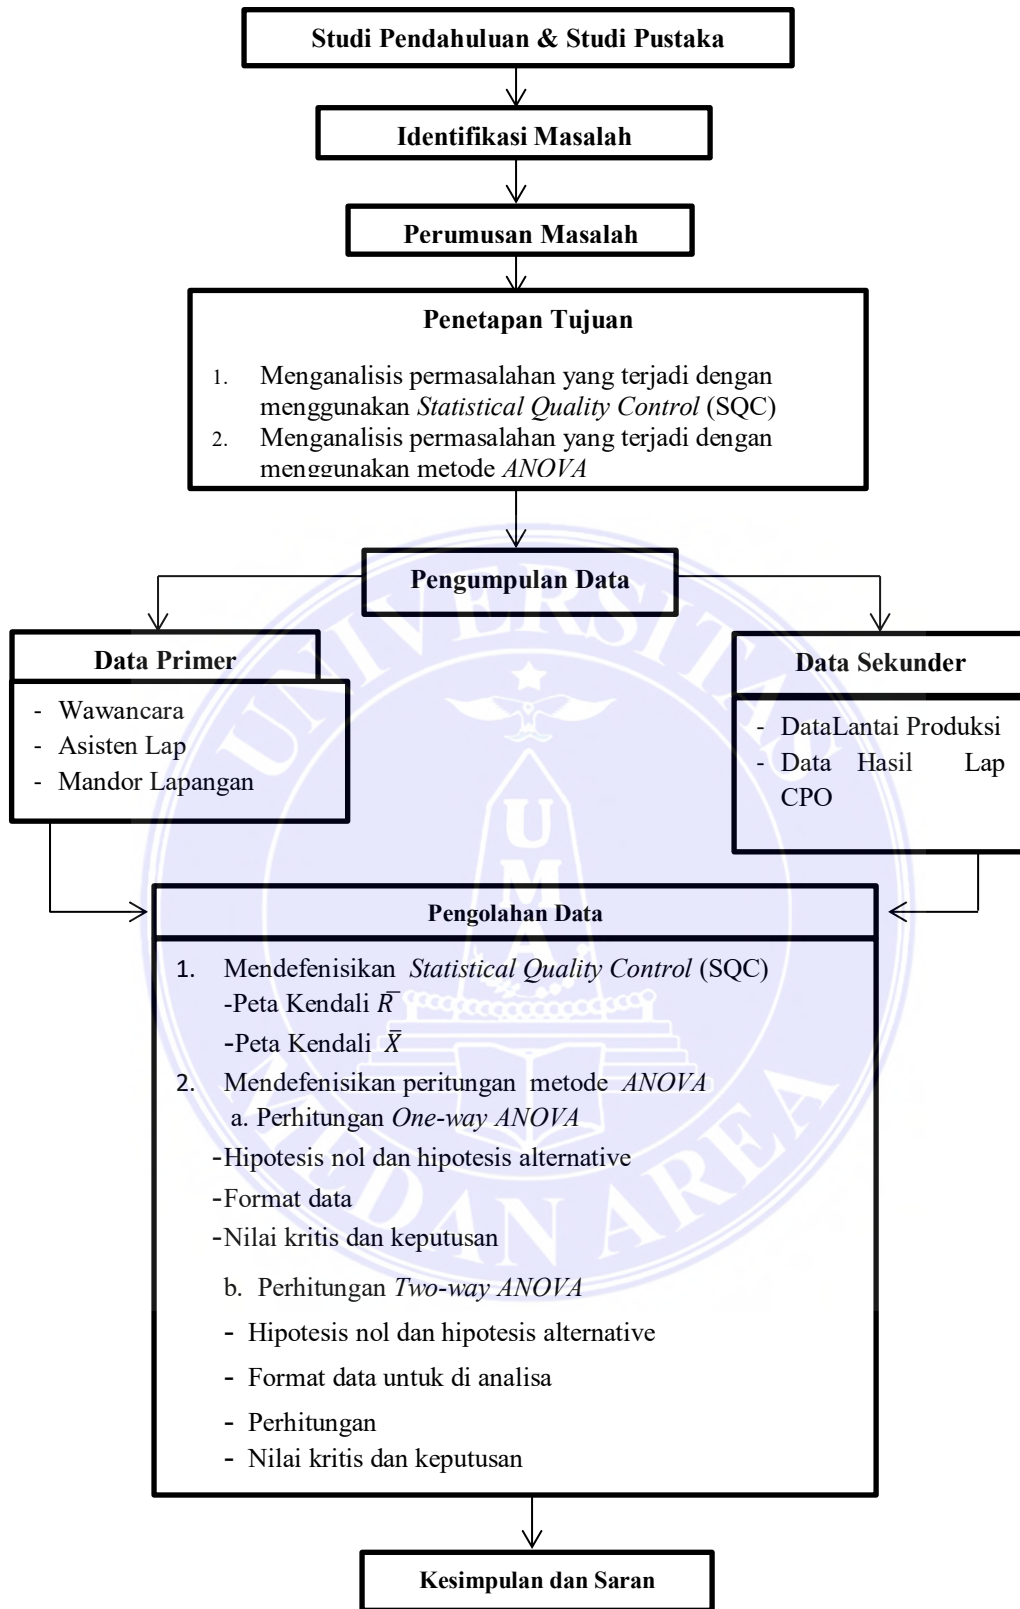 Studi Pendahuluan & Studi Pustaka
Identifikasi Masalah
Perumusan Masalah
Penetapan Tujuan
1. Menganalisis permasalahan yang terjadi dengan
menggunakan Statistical Quality Control (SQC)
2. Menganalisis permasalahan yang terjadi dengan
menggunakan metode ANOVA
Pengumpulan Data
Data Primer
- Wawancara
- Asisten Lap
- Mandor Lapangan
Data Sekunder
- DataLantai Produksi
- Data Hasil Lap
CPO
Pengolahan Data
1. Mendefenisikan Statistical Quality Control (SQC)
-Peta Kendali R̅
-Peta Kendali X̅
2. Mendefenisikan peritungan metode ANOVA
a. Perhitungan One-way ANOVA
-Hipotesis nol dan hipotesis alternative
-Format data
-Nilai kritis dan keputusan
b. Perhitungan Two-way ANOVA
- Hipotesis nol dan hipotesis alternative
- Format data untuk di analisa
- Perhitungan
- Nilai kritis dan keputusan
Kesimpulan dan Saran
UNIVERSITAS
UMA
MEDAN AREA